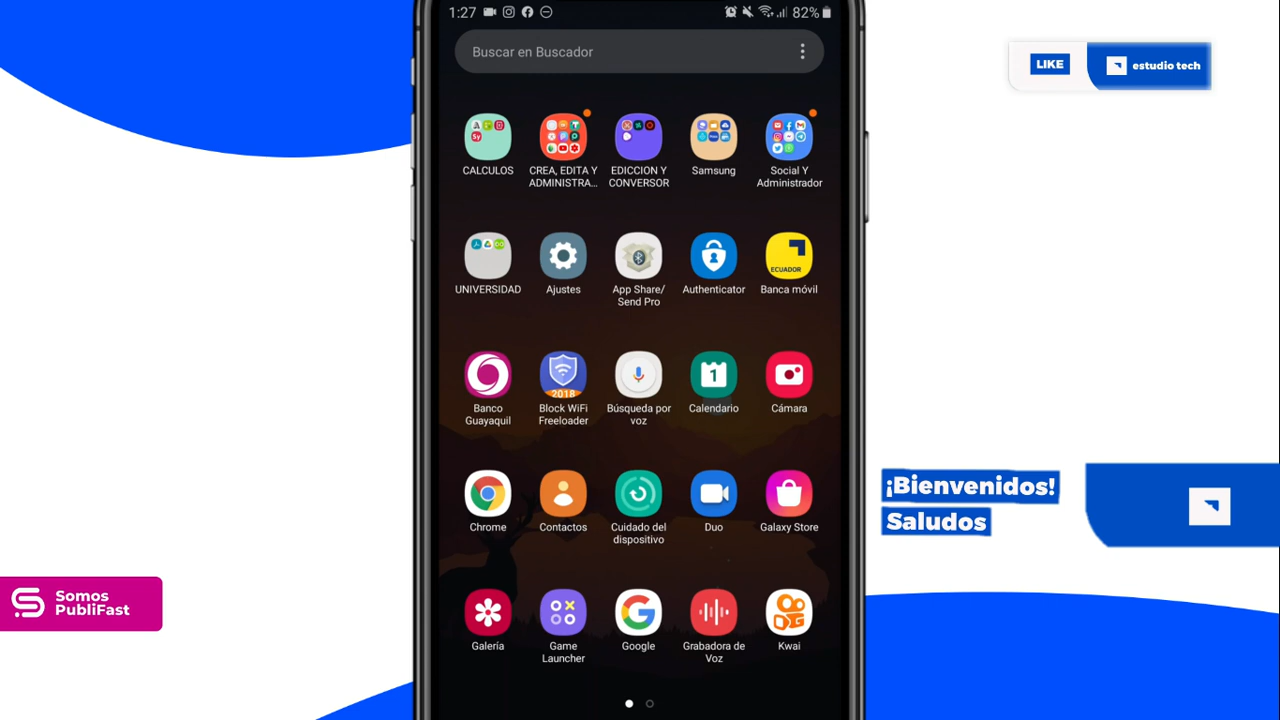 1:27
82%
Buscar en Buscador
LIKE
estudio tech
CALCULOS
CREA, EDITA Y
ADMINISTRA...
EDICCION Y
CONVERSOR
Samsung
Social Y
Administrador
UNIVERSIDAD
Ajustes
App Share/
Send Pro
Authenticator
ECUADOR
Banca móvil
Banco
Guayaquil
2018
Block WiFi
Freeloader
Búsqueda por
voz
1
Calendario
Cámara
Chrome
Contactos
Cuidado del
dispositivo
Duo
Galaxy Store
¡Bienvenidos!
Saludos
Somos
PubliFast
Galería
Game
Launcher
Google
Grabadora de
Voz
Kwai